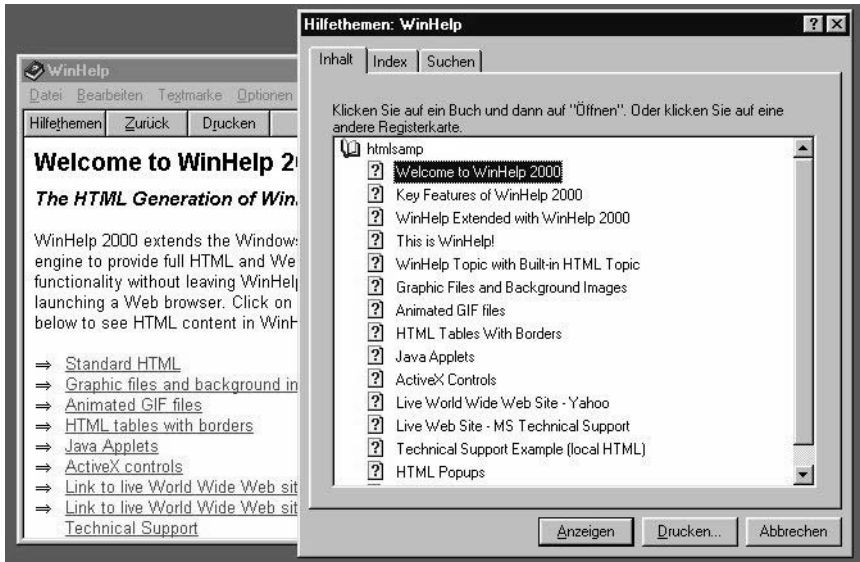 WinHelp
Datei Bearbeiten Textmarke Optionen
Hilfethemen Zurück Drucken
Welcome to WinHelp 2
The HTML Generation of Win
WinHelp 2000 extends the Windows
engine to provide full HTML and We
functionality without leaving WinHelp
launching a Web browser. Click on
below to see HTML content in WinH
⇒ Standard HTML
⇒ Graphic files and background in
⇒ Animated GIF files
⇒ HTML tables with borders
⇒ Java Applets
⇒ ActiveX controls
⇒ Link to live World Wide Web sit
⇒ Link to live World Wide Web sit
Technical Support
Hilfethemen: WinHelp
Inhalt Index Suchen
Klicken Sie auf ein Buch und dann auf "Öffnen". Oder klicken Sie auf eine
andere Registerkarte.
htmlsamp
Welcome to WinHelp 2000
Key Features of WinHelp 2000
WinHelp Extended with WinHelp 2000
This is WinHelp!
WinHelp Topic with Built-in HTML Topic
Graphic Files and Background Images
Animated GIF files
HTML Tables With Borders
Java Applets
ActiveX Controls
Live World Wide Web Site - Yahoo
Live Web Site - MS Technical Support
Technical Support Example (local HTML)
HTML Popups
Anzeigen Drucken... Abbrechen